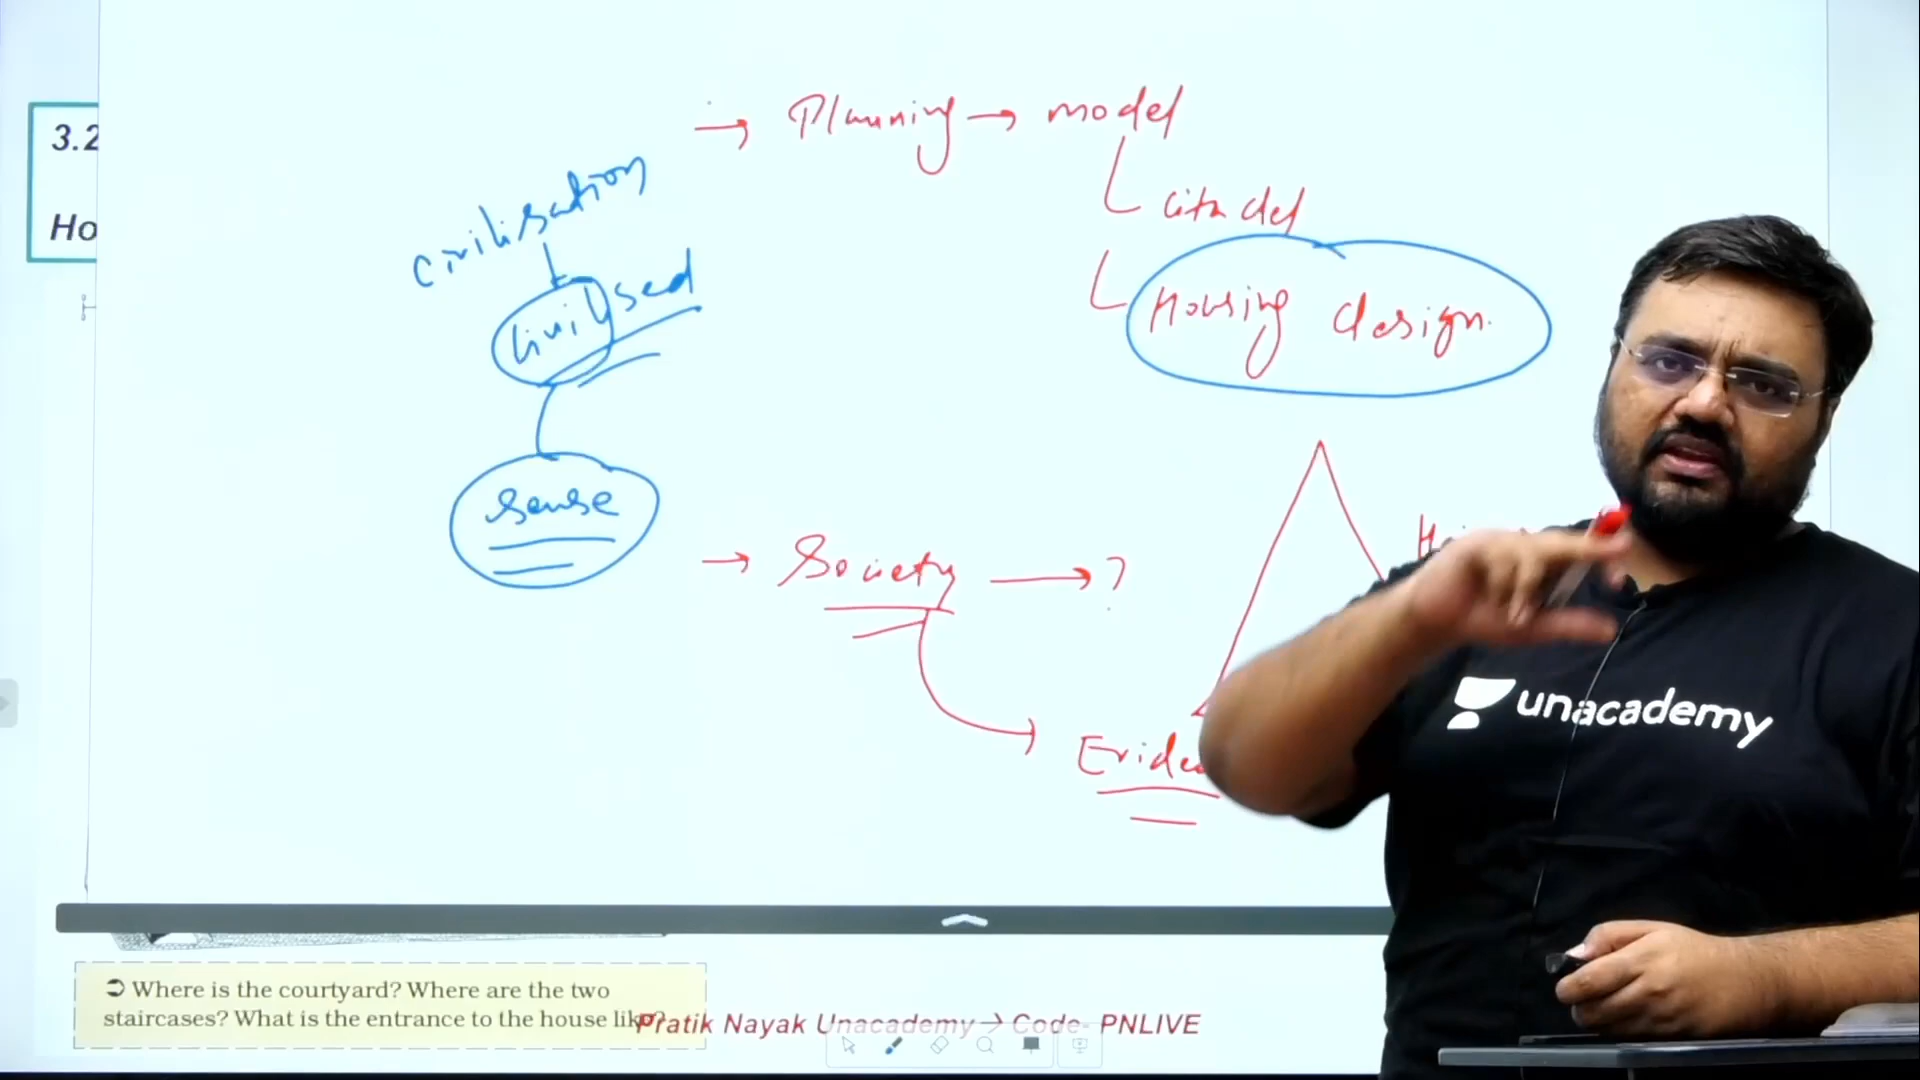 3.2
Ho
→ Planning → model
citadel
Housing design.
civilisation
civilised
sense
→ Society → ?
Evide
unacademy
➲ Where is the courtyard? Where are the two
staircases? What is the entrance to the house like?
Pratik Nayak Unacademy → Code- PNLIVE